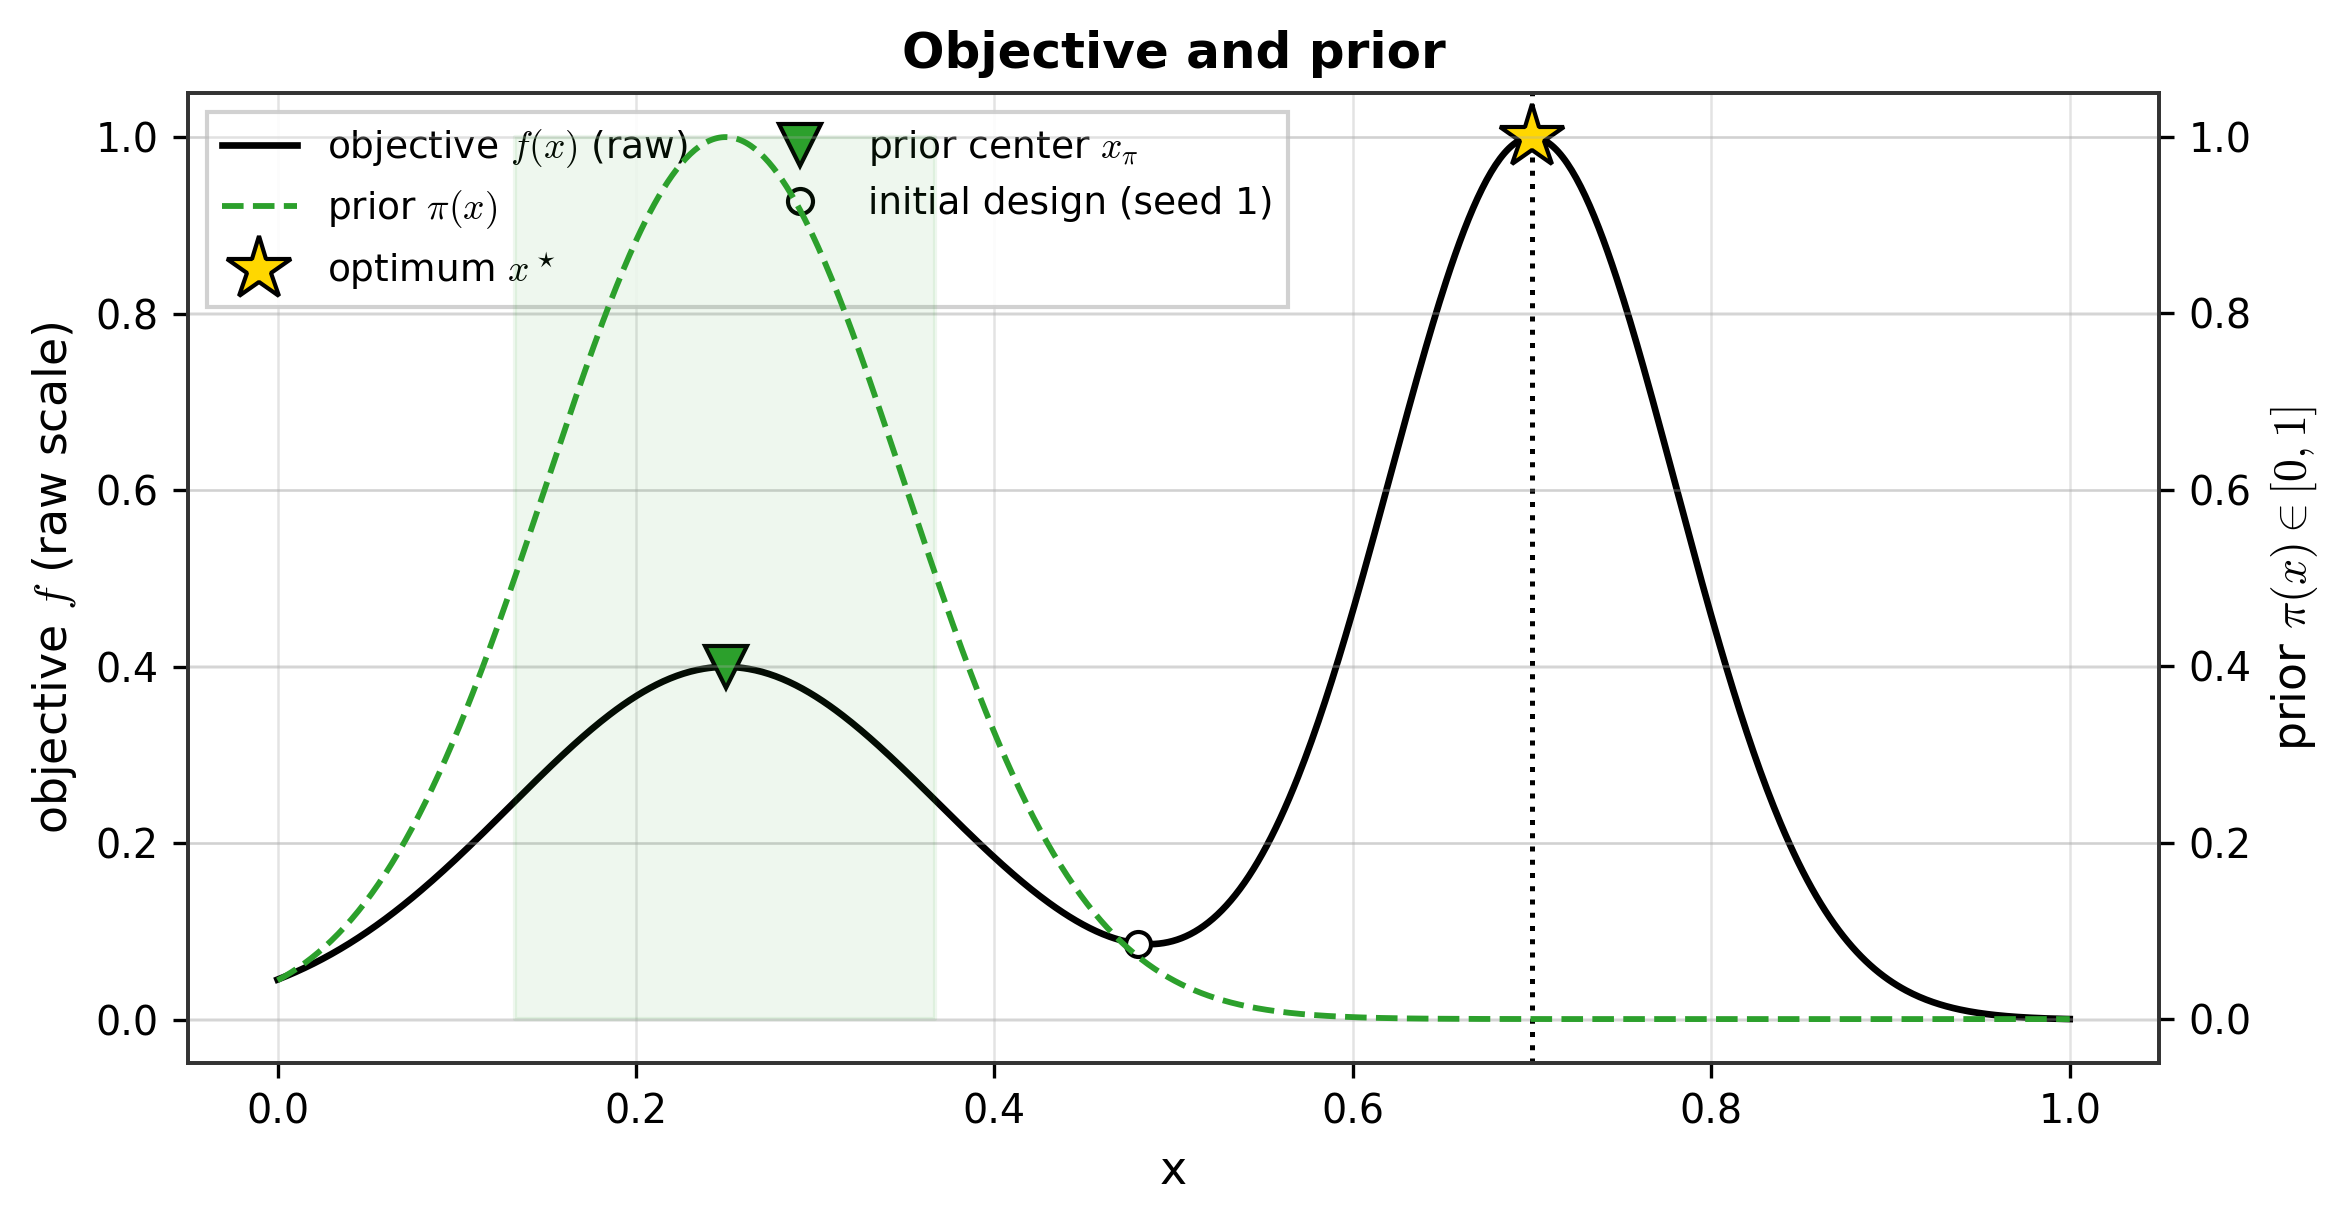 Objective and prior
objective f(x) (raw)
prior π(x)
optimum x⋆
prior center xπ
initial design (seed 1)
objective f (raw scale)
1.0
0.8
0.6
0.4
0.2
0.0
1.0
0.8
0.6
0.4
0.2
0.0
prior π(x) ∈ [0, 1]
0.0 0.2 0.4 0.6 0.8 1.0
x